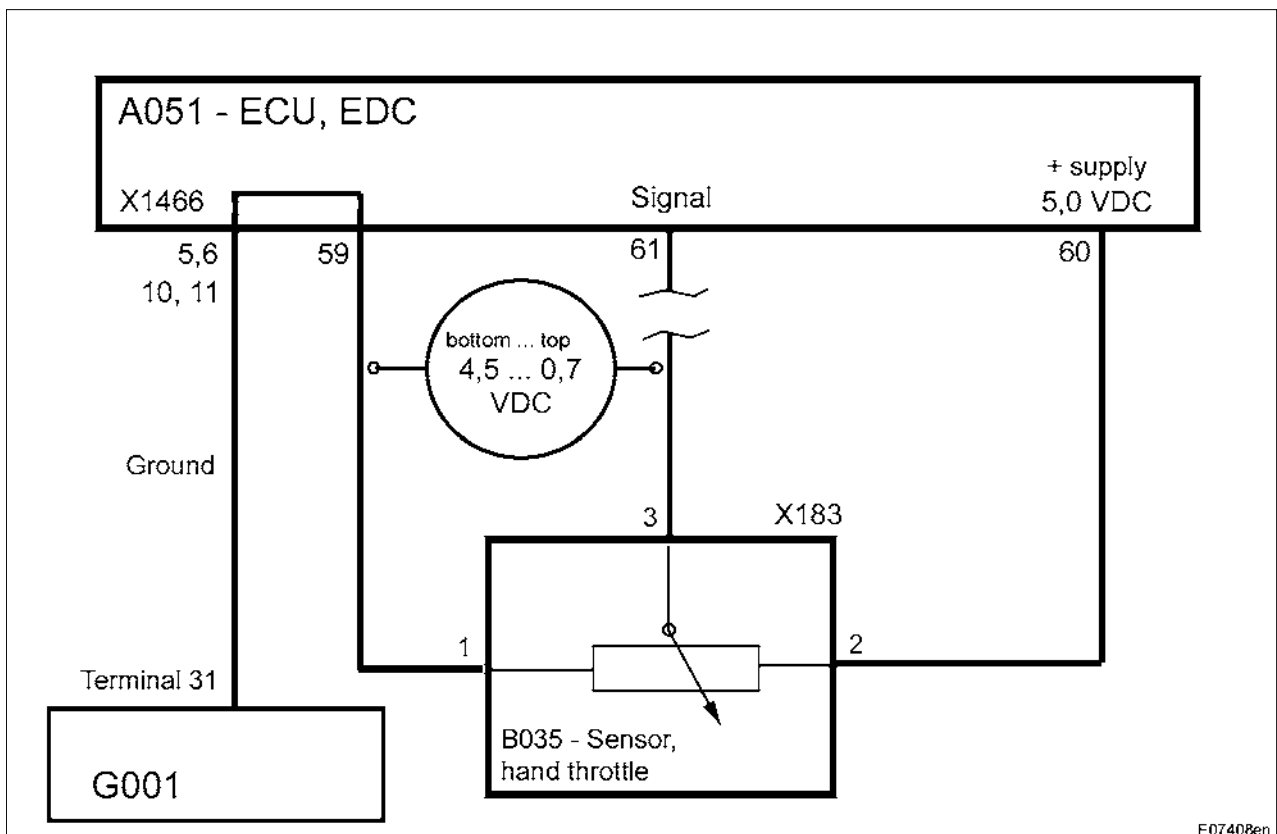 A051 - ECU, EDC
+ supply
X1466
Signal
5,0 VDC
5,6
59
61
60
10, 11
bottom ... top
4,5 ... 0,7
VDC
Ground
3
X183
1
2
Terminal 31
B035 - Sensor,
hand throttle
G001
E07408en